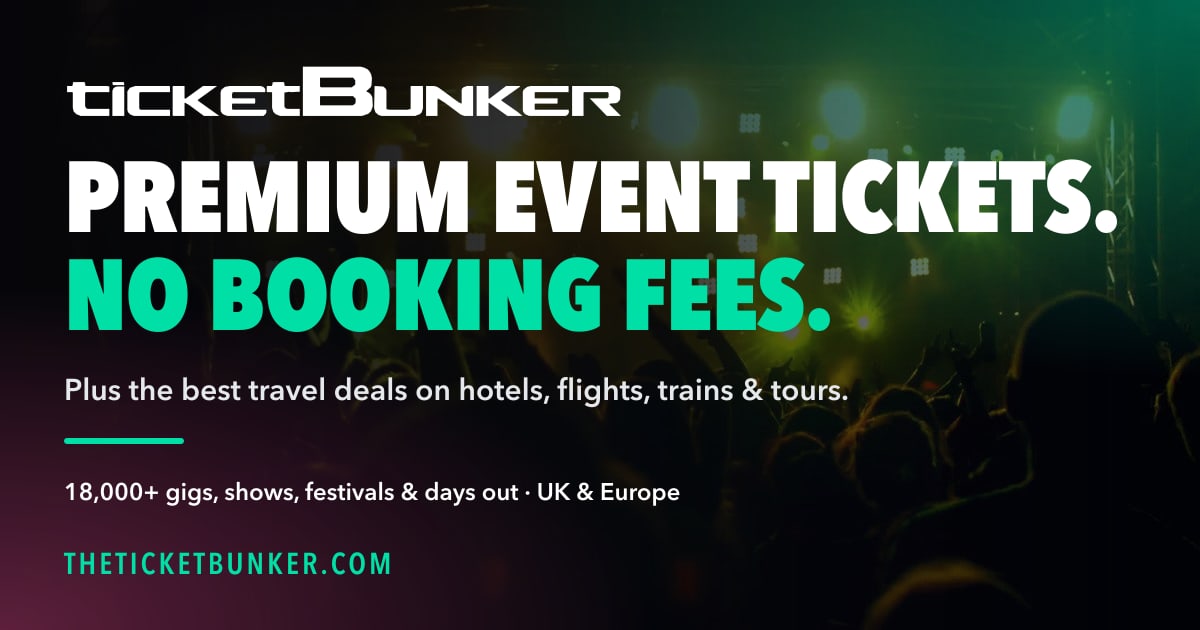 ticketBunker
PREMIUM EVENT TICKETS.
NO BOOKING FEES.
Plus the best travel deals on hotels, flights, trains & tours.
18,000+ gigs, shows, festivals & days out · UK & Europe
THETICKETBUNKER.COM